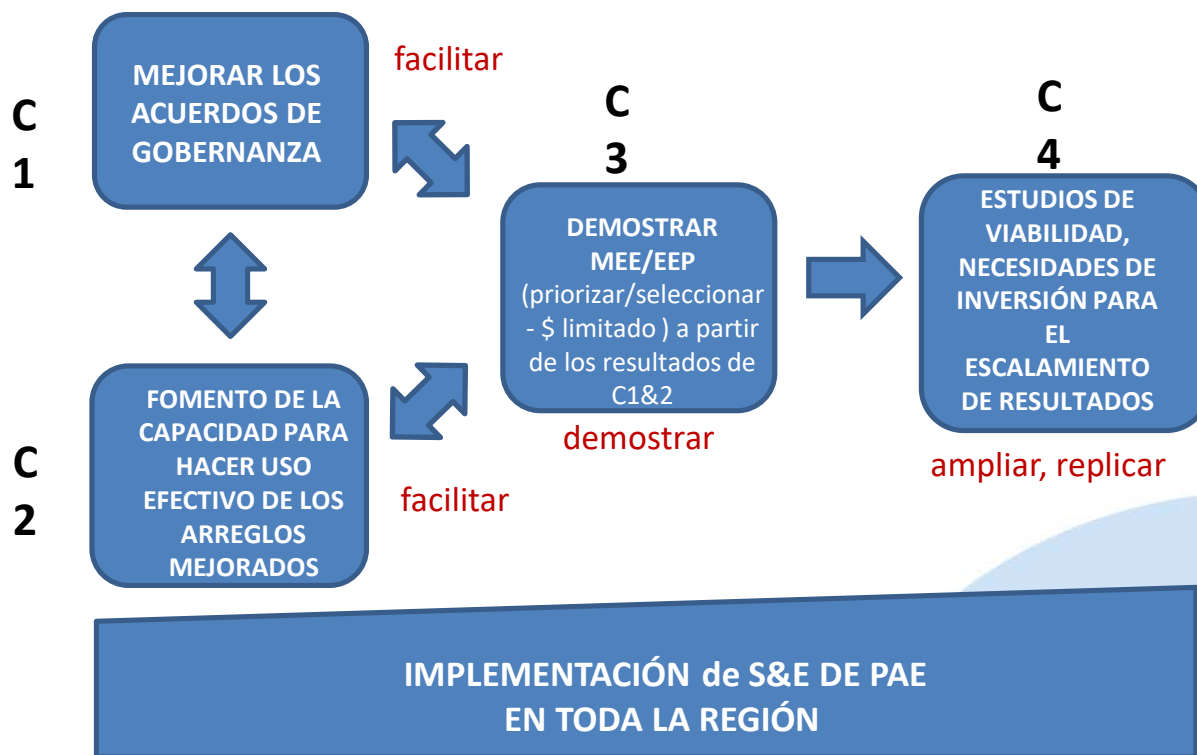 C
1
MEJORAR LOS
ACUERDOS DE
GOBERNANZA
facilitar
C
2
FOMENTO DE LA
CAPACIDAD PARA
HACER USO
EFECTIVO DE LOS
ARREGLOS
MEJORADOS
facilitar
C
3
DEMOSTRAR
MEE/EEP
(priorizar/seleccionar
- $ limitado ) a partir
de los resultados de
C1&2
demostrar
C
4
ESTUDIOS DE
VIABILIDAD,
NECESIDADES DE
INVERSIÓN PARA
EL
ESCALAMIENTO
DE RESULTADOS
ampliar, replicar
IMPLEMENTACIÓN de S&E DE PAE
EN TODA LA REGIÓN